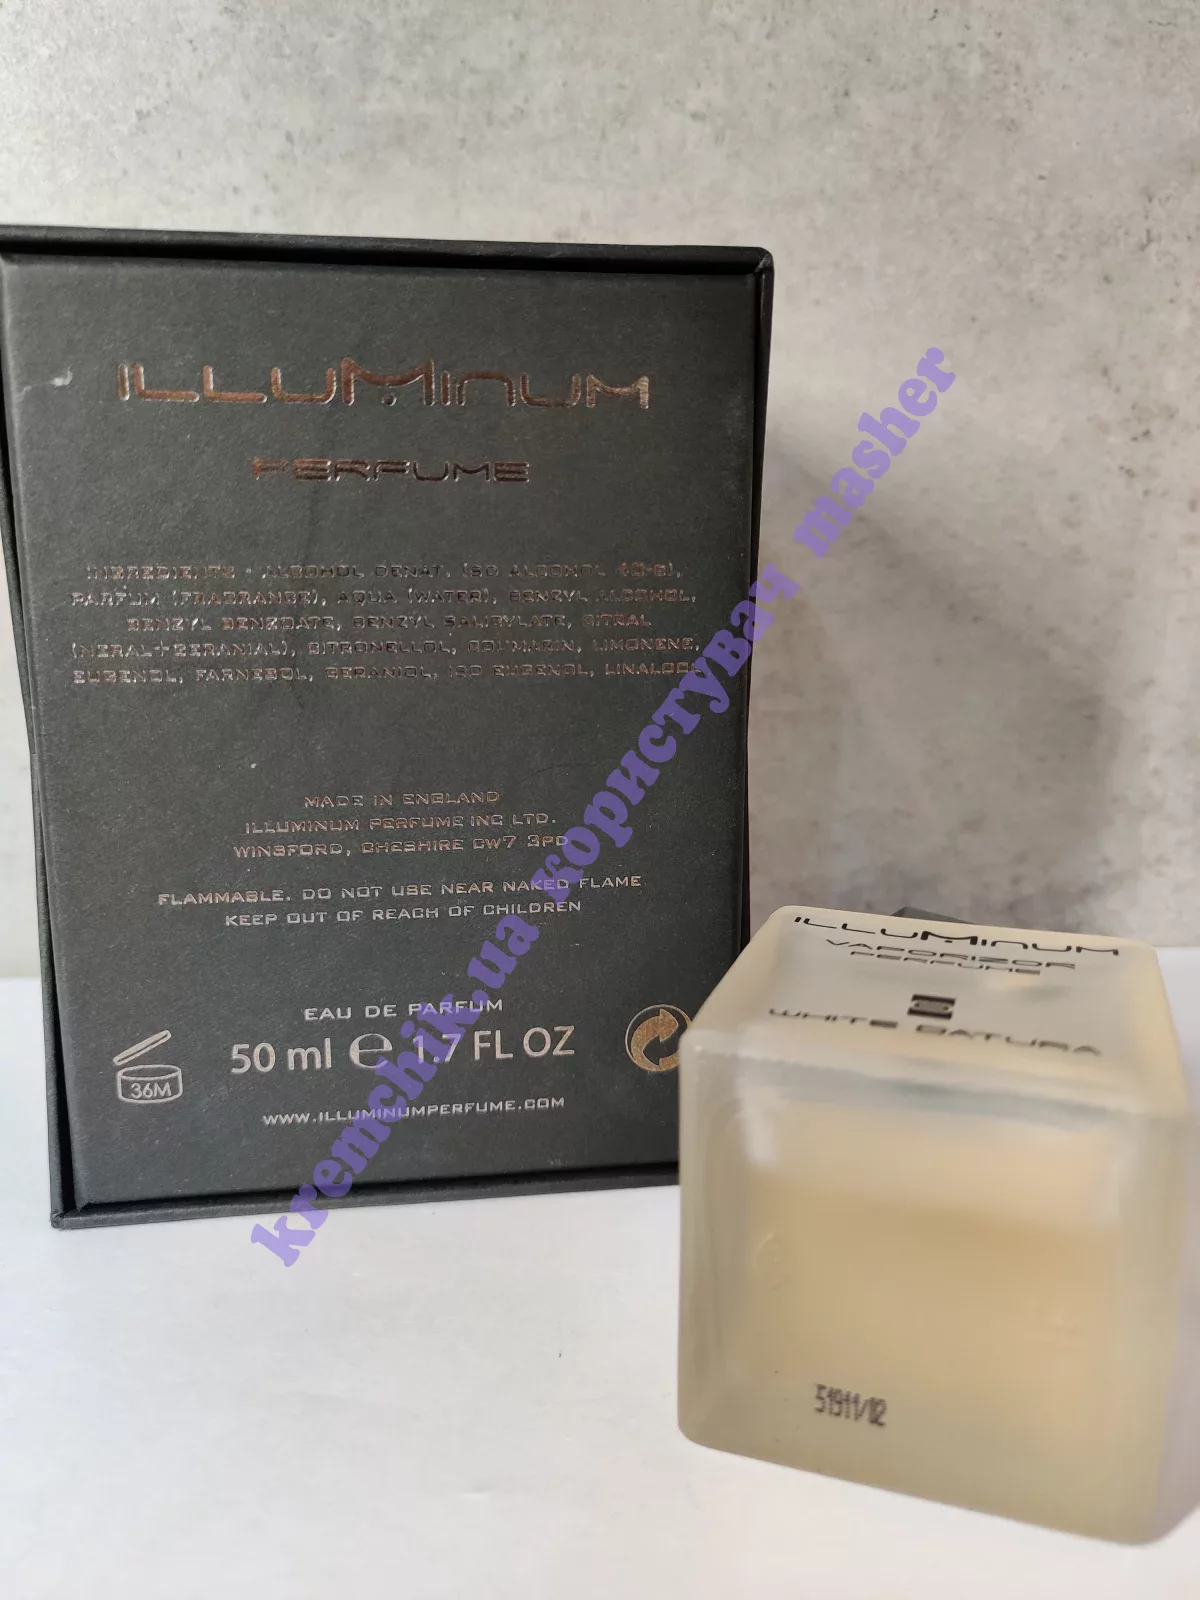 ILLUMINUM
PERFUME
INGREDIENTS - ALCOHOL DENAT. (SD ALCOHOL 40-B),
PARFUM (FRAGRANCE), AQUA (WATER), BENZYL ALCOHOL,
BENZYL BENZOATE, BENZYL SALICYLATE, CITRAL
(NERAL+GERANIAL), CITRONELLOL, COUMARIN, LIMONENE,
EUGENOL, FARNESOL, GERANIOL, ISO EUGENOL, LINALOOL
MADE IN ENGLAND
ILLUMINUM PERFUME INC LTD.
WINSFORD, CHESHIRE CW7 3PD.
FLAMMABLE. DO NOT USE NEAR NAKED FLAME
KEEP OUT OF REACH OF CHILDREN
EAU DE PARFUM
50 ml ℮ 1.7 FL OZ
36M
WWW.ILLUMINUMPERFUME.COM
ILLUMINUM
VAPORIZOR
PERFUME
WHITE DATURA
51911/02
kremchik.ua користувач masher